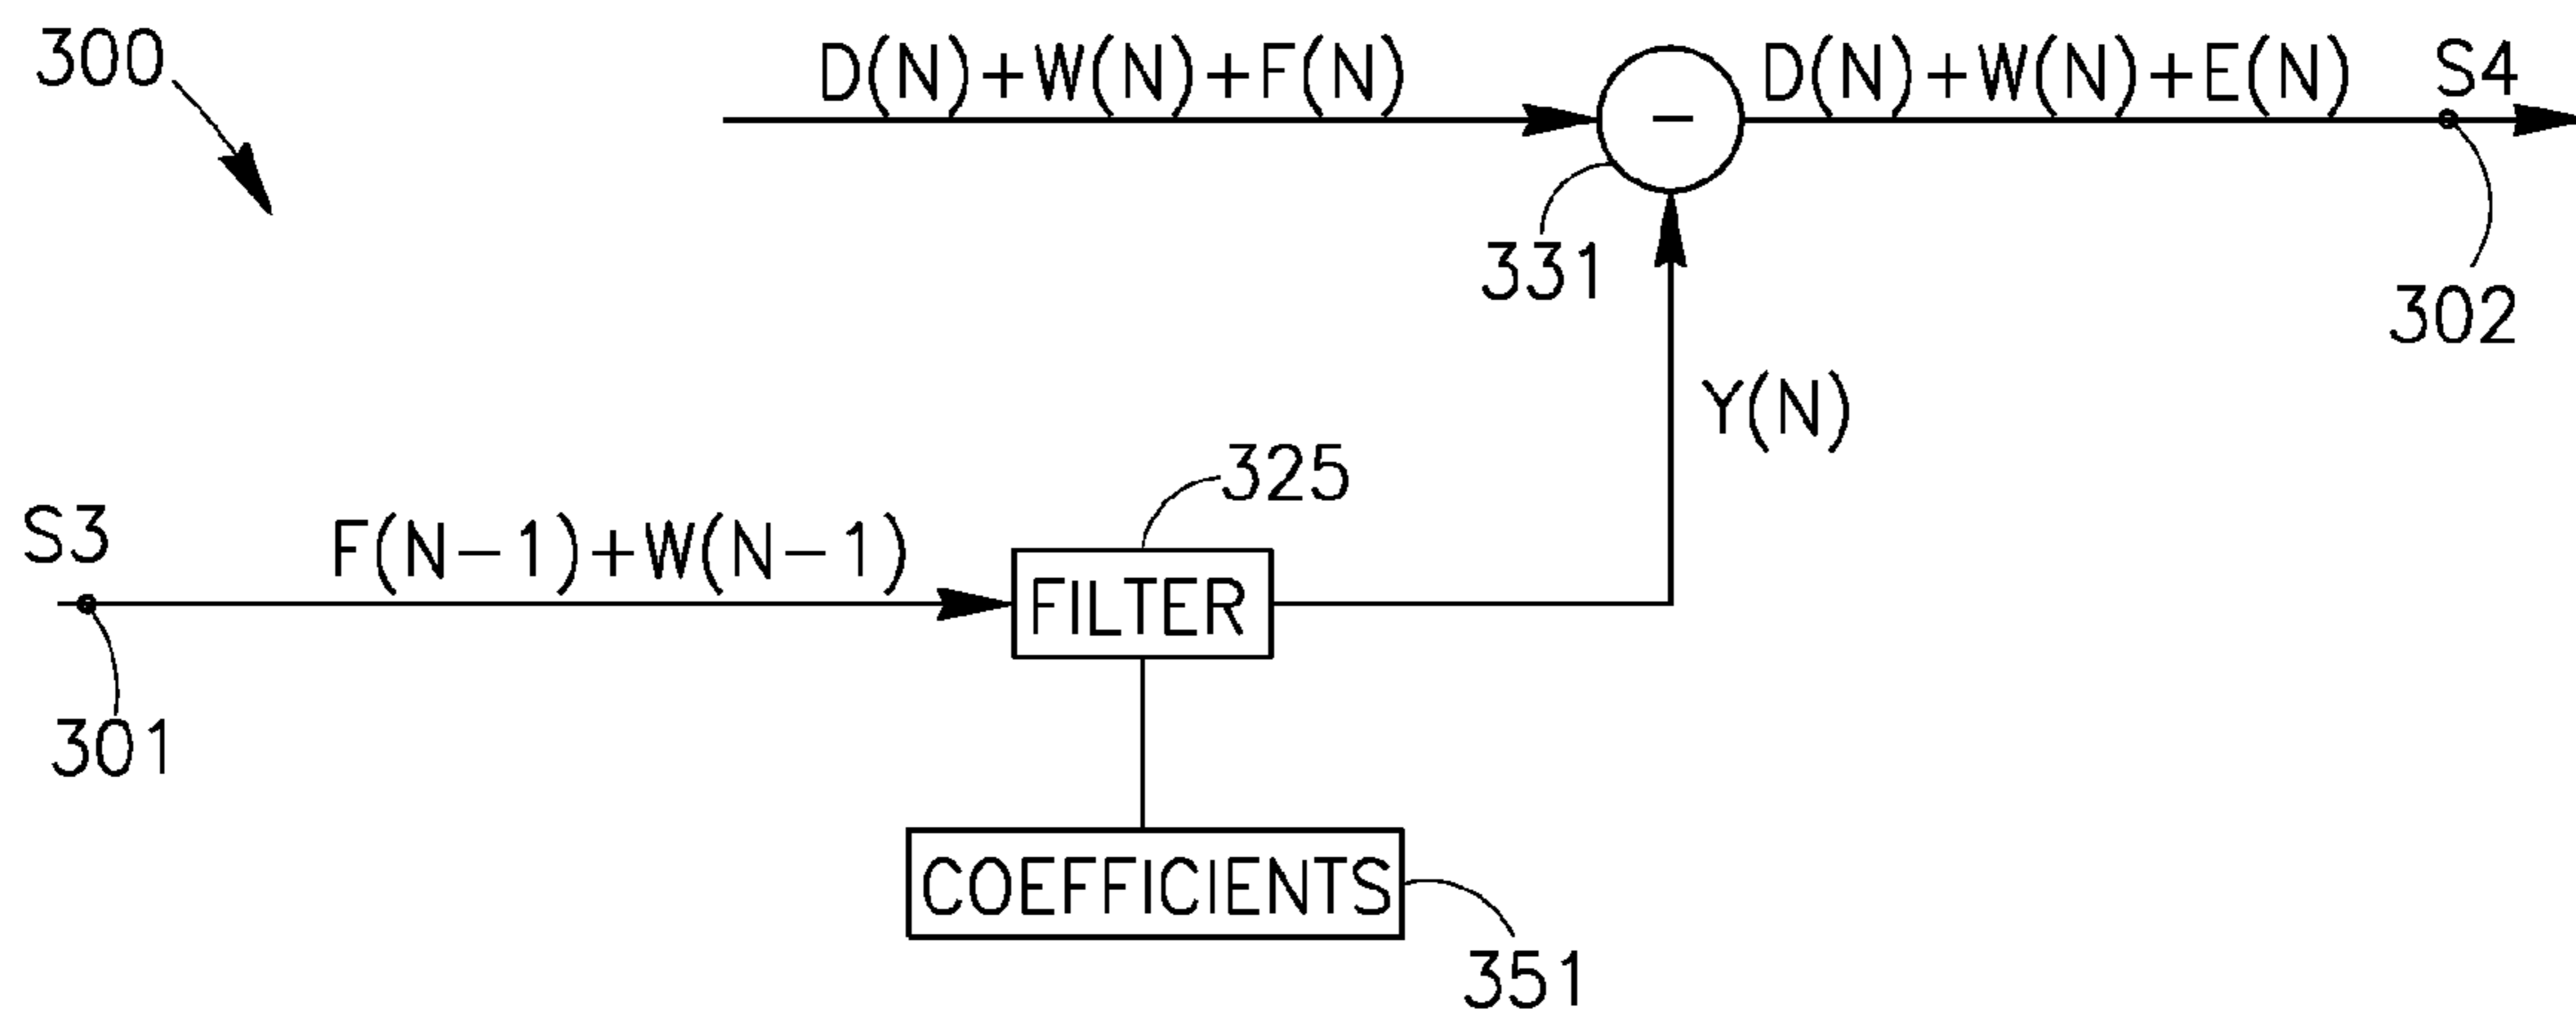 300
D(N)+W(N)+F(N)
-
D(N)+W(N)+E(N)
S4
331
302
Y(N)
325
S3
F(N-1)+W(N-1)
FILTER
301
COEFFICIENTS
351